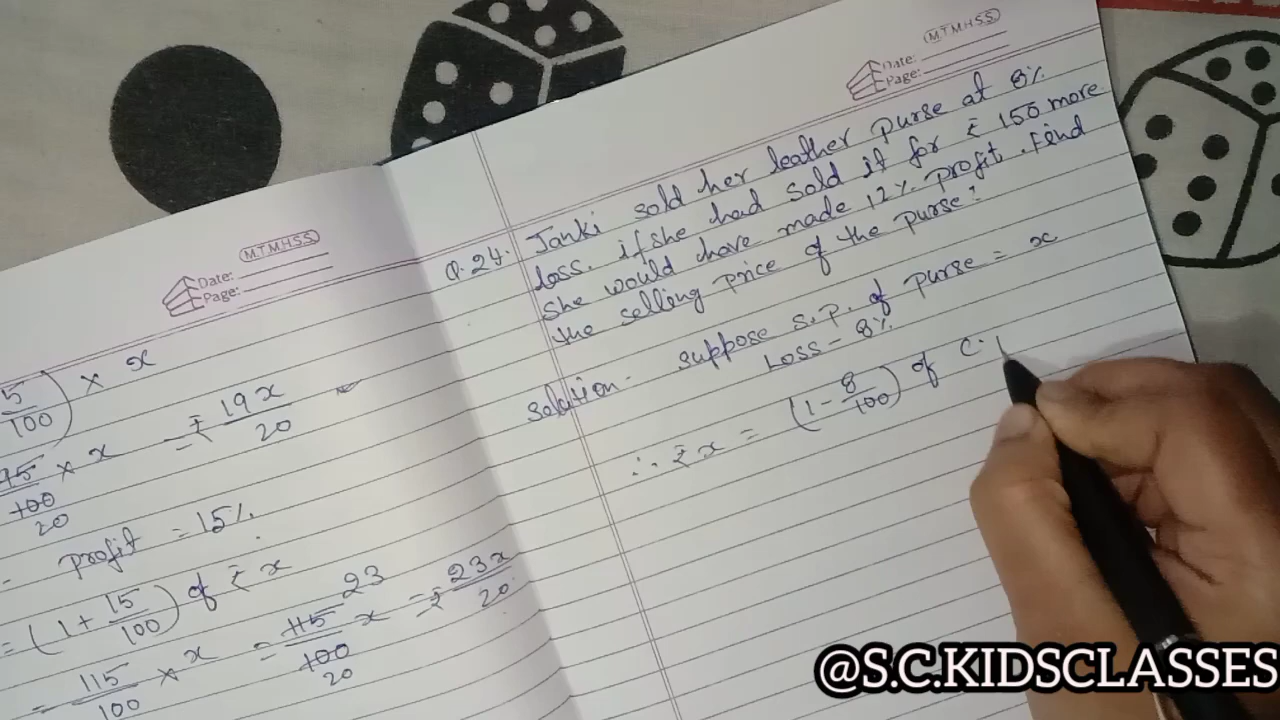 M.T.M.H.S.S
Date:
Page:
5/100) × x
75/100 × x = ₹ 19x/20
20
Profit = 15%.
= (1 + 15/100) of ₹ x
= 115/100 × x = 115/100 x = ₹ 23x/20
23
20
M.T.M.H.S.S
Date:
Page:
Q.24. Janki sold her leather purse at 8%
loss. if she had sold it for ₹ 150 more
she would have made 12% profit. Find
the selling price of the purse?
Solution- Suppose S.P. of purse = x
Loss- 8%
∴ ₹ x = (1 - 8/100) of C.
@S.C.KIDSCLASSES